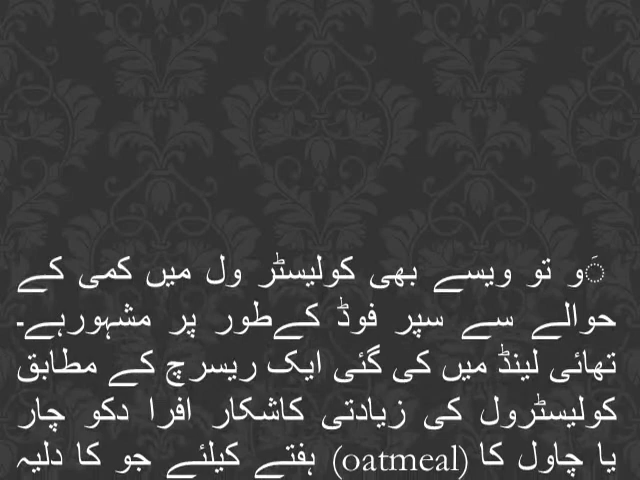 َو تو ویسے بھی کولیسٹر ول میں کمی کے
حوالے سے سپر فوڈ کےطور پر مشہورہے۔
تھائی لینڈ میں کی گئی ایک ریسرچ کے مطابق
کولیسٹرول کی زیادتی کاشکار افرا دکو چار
ہفتے کیلئے جو کا دلیہ (oatmeal) یا چاول کا